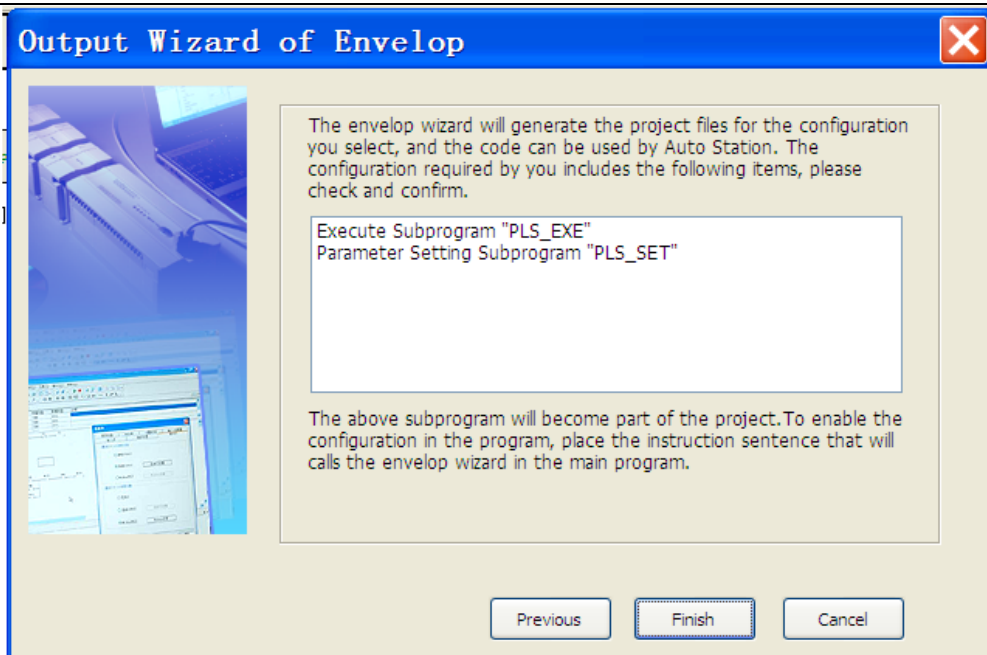 Output Wizard of Envelop
The envelop wizard will generate the project files for the configuration
you select, and the code can be used by Auto Station. The
configuration required by you includes the following items, please
check and confirm.
Execute Subprogram "PLS_EXE"
Parameter Setting Subprogram "PLS_SET"
The above subprogram will become part of the project.To enable the
configuration in the program, place the instruction sentence that will
calls the envelop wizard in the main program.
Previous
Finish
Cancel